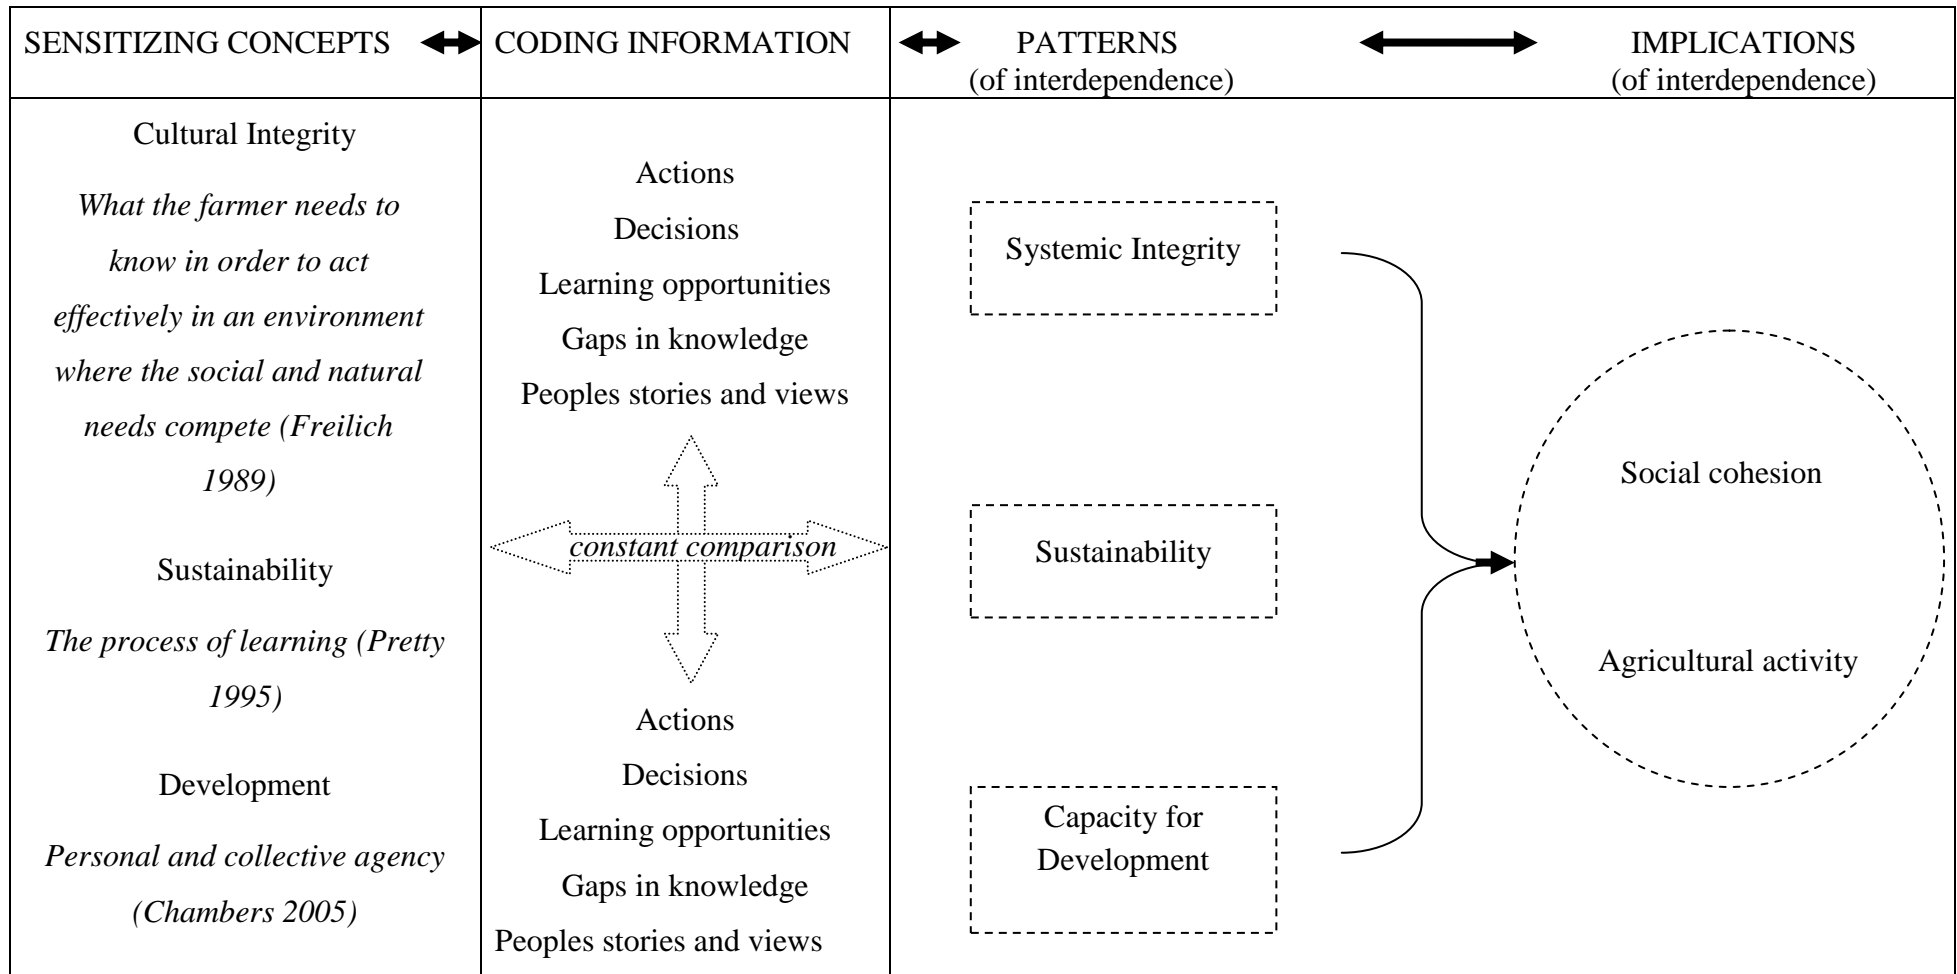 SENSITIZING CONCEPTS
CODING INFORMATION
PATTERNS
(of interdependence)
IMPLICATIONS
(of interdependence)
Cultural Integrity
What the farmer needs to
know in order to act
effectively in an environment
where the social and natural
needs compete (Freilich
1989)
Sustainability
The process of learning (Pretty
1995)
Development
Personal and collective agency
(Chambers 2005)
Actions
Decisions
Learning opportunities
Gaps in knowledge
Peoples stories and views
constant comparison
Actions
Decisions
Learning opportunities
Gaps in knowledge
Peoples stories and views
Systemic Integrity
Sustainability
Capacity for
Development
Social cohesion
Agricultural activity